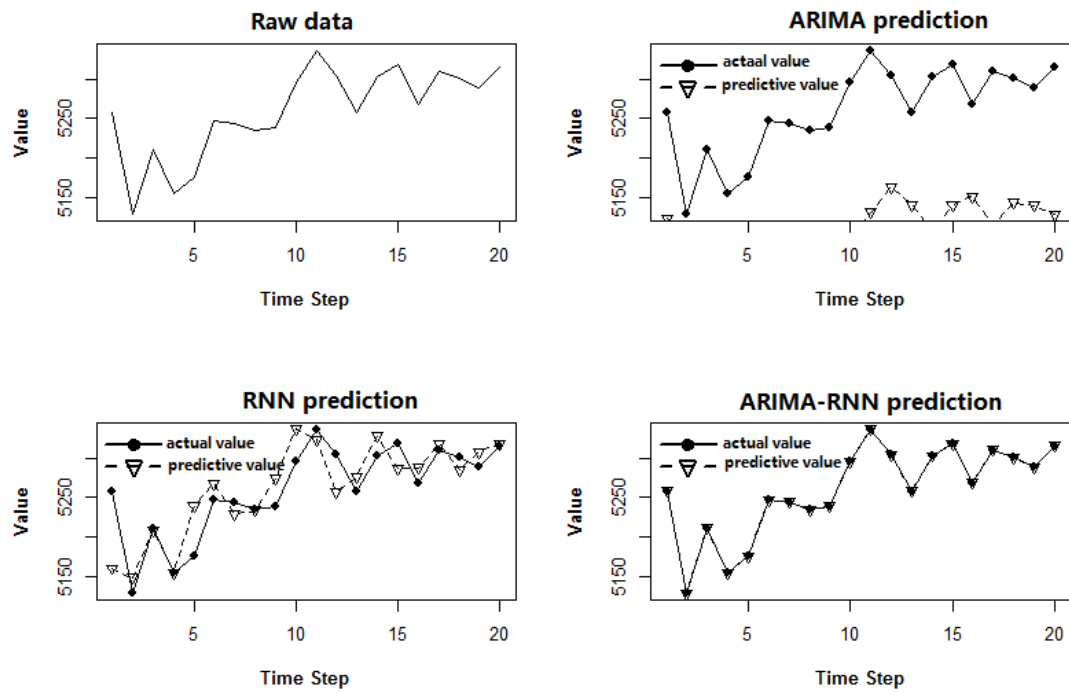 Raw data
Value
5250
5150
5
10
15
20
Time Step
ARIMA prediction
actaal value
predictive value
Value
5250
5150
5
10
15
20
Time Step
RNN prediction
actual value
predictive value
Value
5250
5150
5
10
15
20
Time Step
ARIMA-RNN prediction
actual value
predictive value
Value
5250
5150
5
10
15
20
Time Step